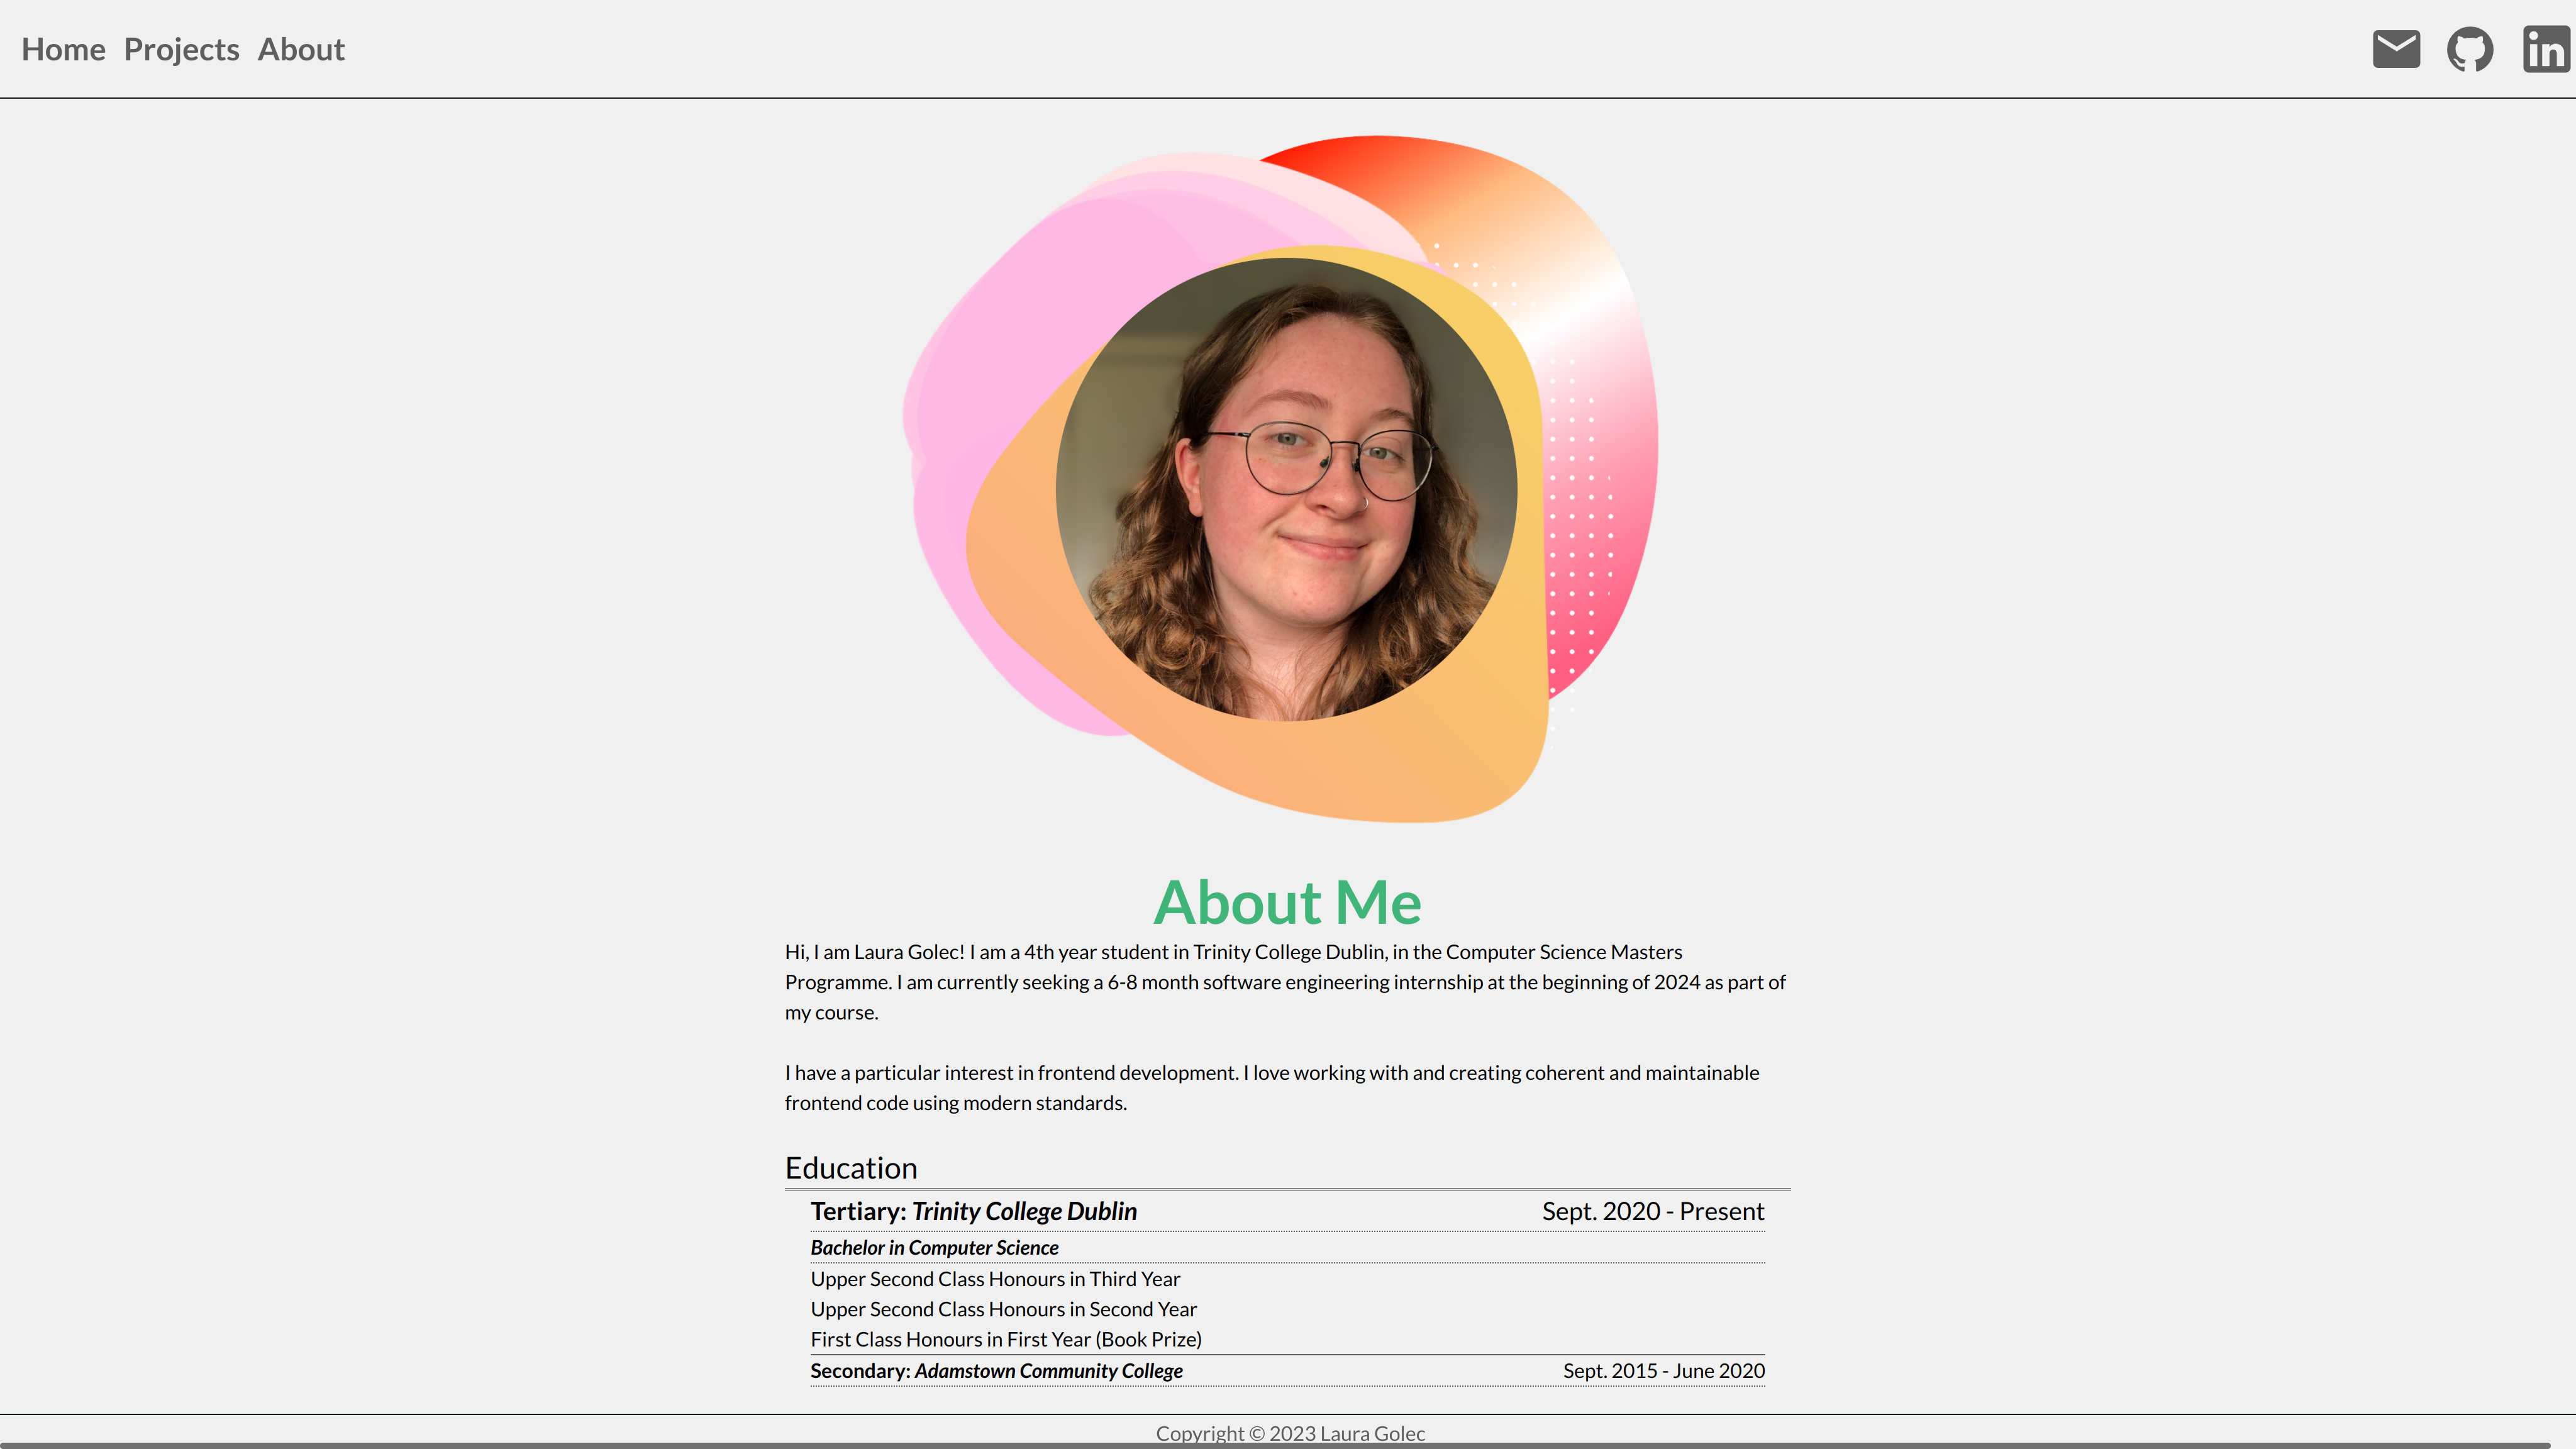 Home Projects About
About Me
Hi, I am Laura Golec! I am a 4th year student in Trinity College Dublin, in the Computer Science Masters
Programme. I am currently seeking a 6-8 month software engineering internship at the beginning of 2024 as part of
my course.
I have a particular interest in frontend development. I love working with and creating coherent and maintainable
frontend code using modern standards.
Education
Tertiary: Trinity College Dublin Sept. 2020 - Present
Bachelor in Computer Science
Upper Second Class Honours in Third Year
Upper Second Class Honours in Second Year
First Class Honours in First Year (Book Prize)
Secondary: Adamstown Community College Sept. 2015 - June 2020
Copyright © 2023 Laura Golec